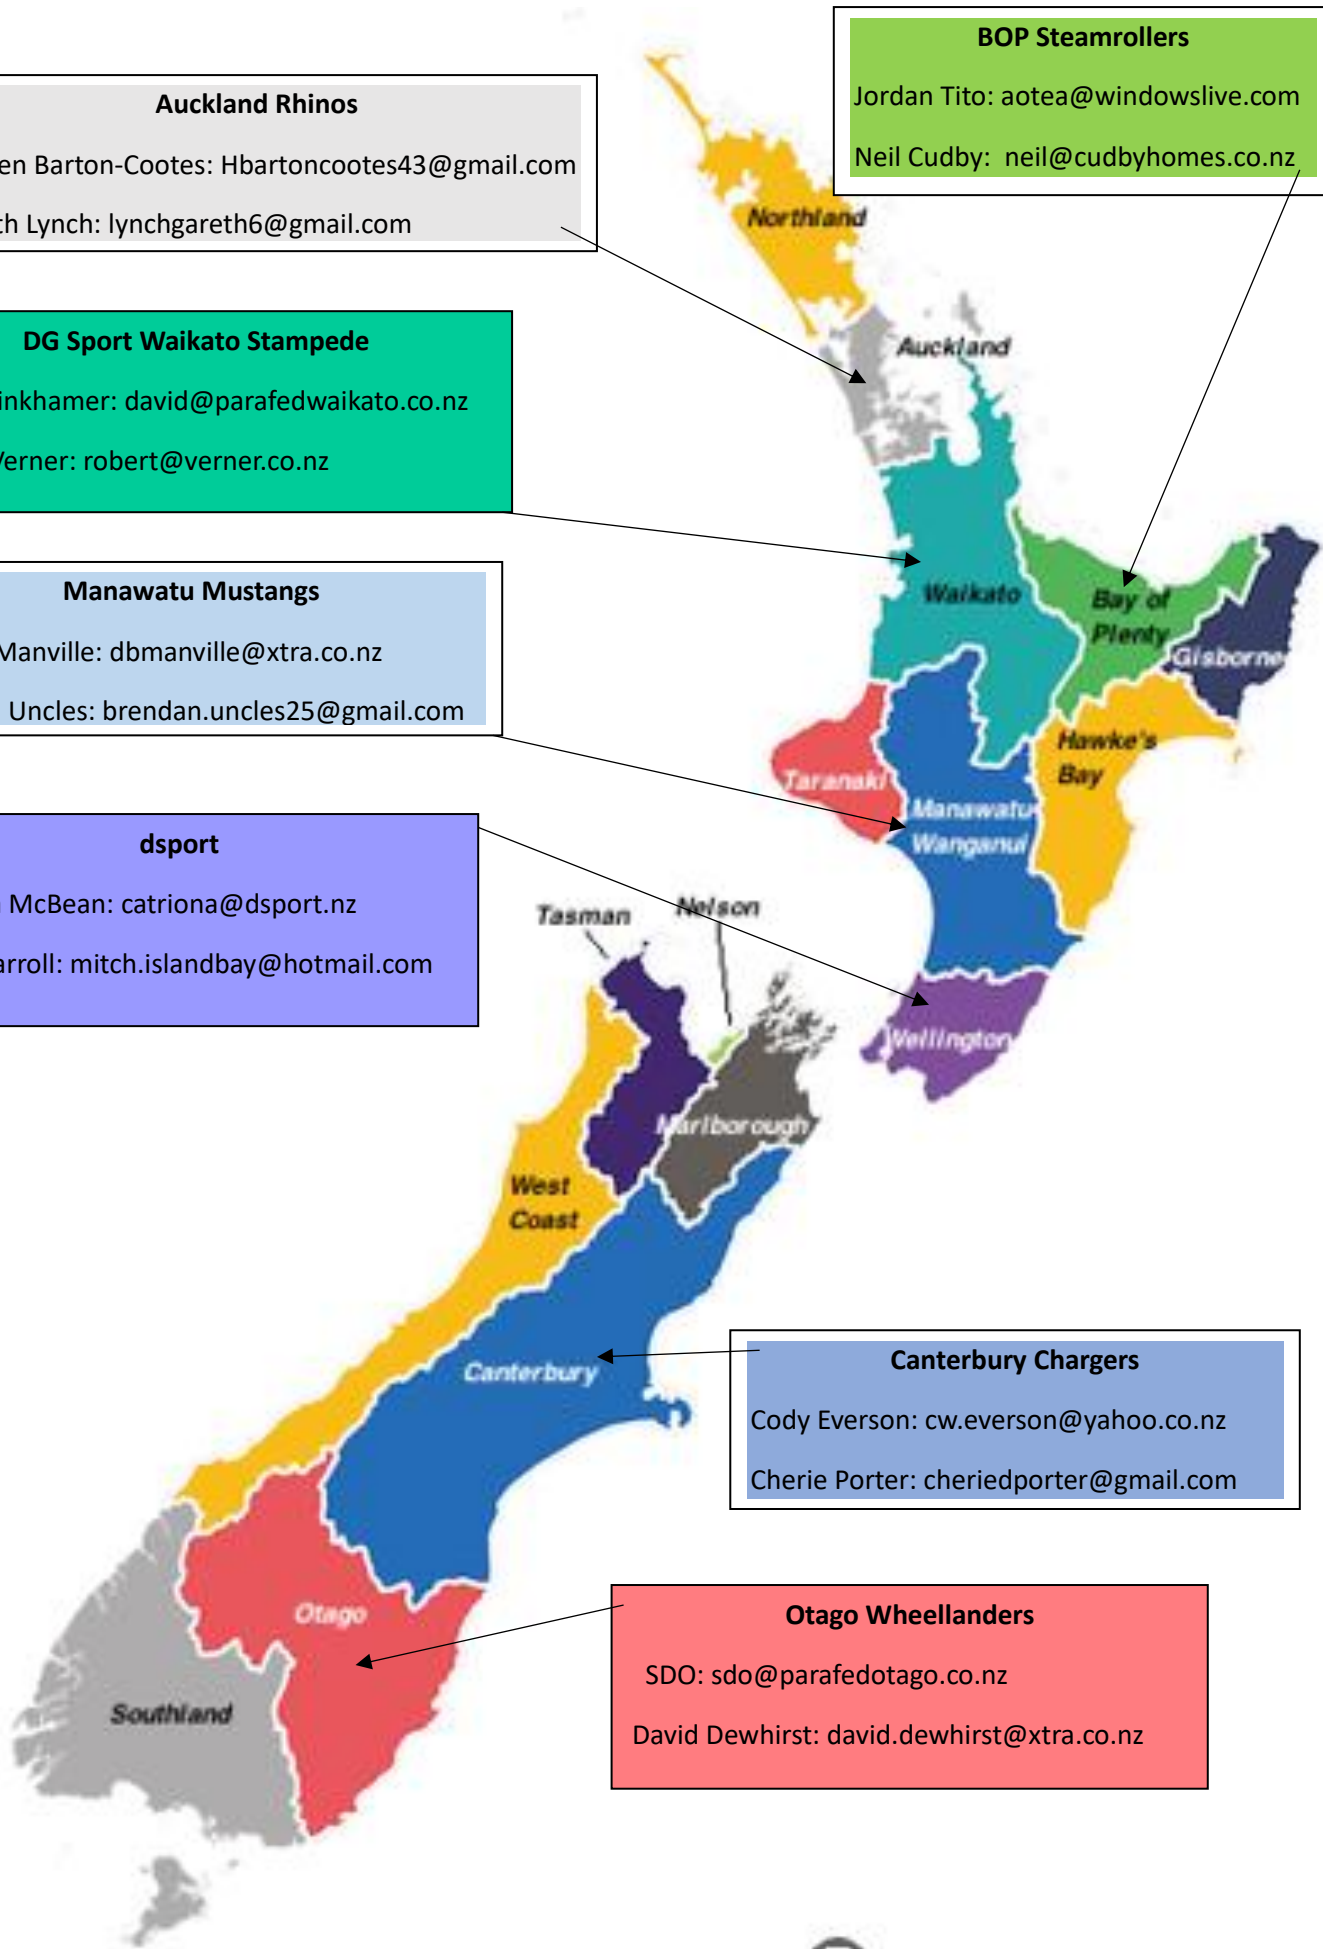 BOP Steamrollers
Jordan Tito: aotea@windowslive.com
Neil Cudby: neil@cudbyhomes.co.nz
Auckland Rhinos
en Barton-Cootes: Hbartoncootes43@gmail.com
th Lynch: lynchgareth6@gmail.com
Northland
Auckland
DG Sport Waikato Stampede
inkhamer: david@parafedwaikato.co.nz
Verner: robert@verner.co.nz
Waikato
Bay of
Plenty
Gisborne
Manawatu Mustangs
Manville: dbmanville@xtra.co.nz
Uncles: brendan.uncles25@gmail.com
Hawke's
Bay
Taranaki
Manawatu
Wanganui
dsport
McBean: catriona@dsport.nz
arroll: mitch.islandbay@hotmail.com
Tasman
Nelson
Wellington
Marlborough
West
Coast
Canterbury
Canterbury Chargers
Cody Everson: cw.everson@yahoo.co.nz
Cherie Porter: cheriedporter@gmail.com
Otago
Otago Wheellanders
SDO: sdo@parafedotago.co.nz
David Dewhirst: david.dewhirst@xtra.co.nz
Southland